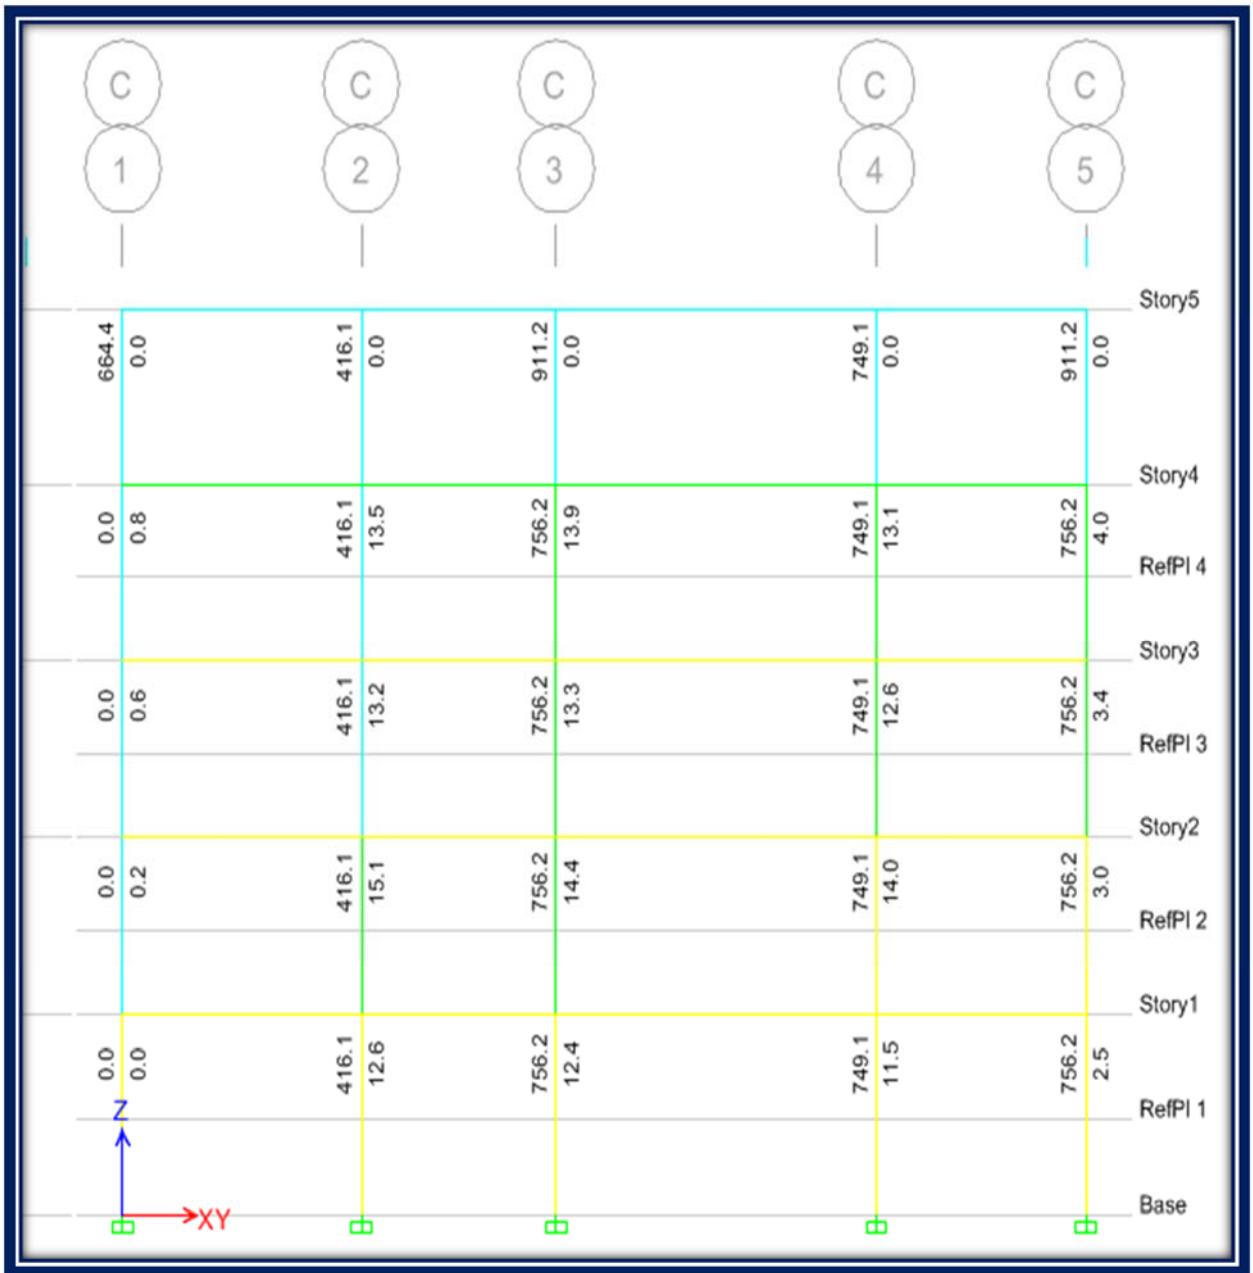 C C C C C
1 2 3 4 5
Story5
664.4 0.0 416.1 0.0 911.2 0.0 749.1 0.0 911.2 0.0
Story4
0.0 0.8 416.1 13.5 756.2 13.9 749.1 13.1 756.2 4.0
RefPl 4
Story3
0.0 0.6 416.1 13.2 756.2 13.3 749.1 12.6 756.2 3.4
RefPl 3
Story2
0.0 0.2 416.1 15.1 756.2 14.4 749.1 14.0 756.2 3.0
RefPl 2
Story1
0.0 0.0 416.1 12.6 756.2 12.4 749.1 11.5 756.2 2.5
Z
RefPl 1
Base
XY